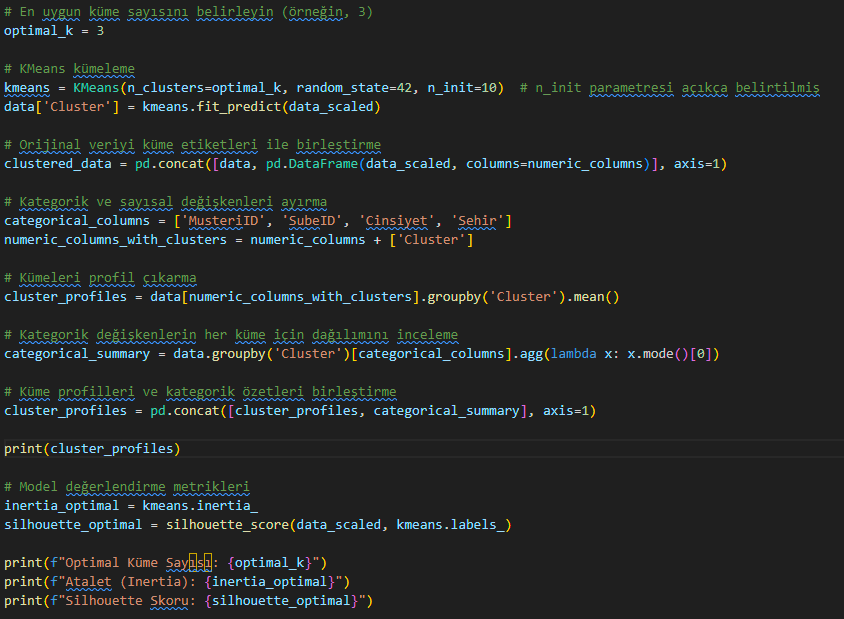 # En uygun küme sayısını belirleyin (örneğin, 3)
optimal_k = 3
# KMeans kümeleme
kmeans = KMeans(n_clusters=optimal_k, random_state=42, n_init=10)  # n_init parametresi açıkça belirtilmiş
data['Cluster'] = kmeans.fit_predict(data_scaled)
# Orijinal veriyi küme etiketleri ile birleştirme
clustered_data = pd.concat([data, pd.DataFrame(data_scaled, columns=numeric_columns)], axis=1)
# Kategorik ve sayısal değişkenleri ayırma
categorical_columns = ['MusteriID', 'SubeID', 'Cinsiyet', 'Sehir']
numeric_columns_with_clusters = numeric_columns + ['Cluster']
# Kümeleri profil çıkarma
cluster_profiles = data[numeric_columns_with_clusters].groupby('Cluster').mean()
# Kategorik değişkenlerin her küme için dağılımını inceleme
categorical_summary = data.groupby('Cluster')[categorical_columns].agg(lambda x: x.mode()[0])
# Küme profilleri ve kategorik özetleri birleştirme
cluster_profiles = pd.concat([cluster_profiles, categorical_summary], axis=1)
print(cluster_profiles)
# Model değerlendirme metrikleri
inertia_optimal = kmeans.inertia_
silhouette_optimal = silhouette_score(data_scaled, kmeans.labels_)
print(f"Optimal Küme Sayısı: {optimal_k}")
print(f"Atalet (Inertia): {inertia_optimal}")
print(f"Silhouette Skoru: {silhouette_optimal}")